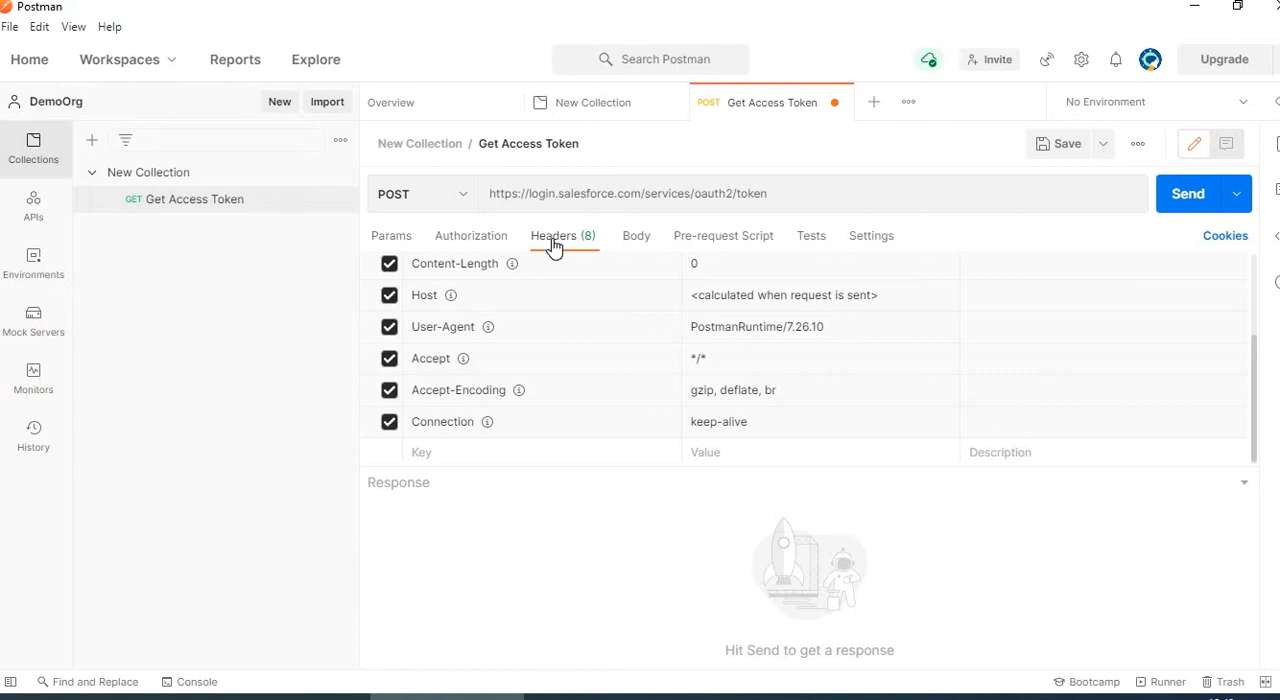 Postman
File Edit View Help
Home Workspaces Reports Explore Search Postman Invite Upgrade
DemoOrg New Import Overview New Collection POST Get Access Token No Environment
Collections
New Collection / Get Access Token Save
New Collection
GET Get Access Token
POST https://login.salesforce.com/services/oauth2/token Send
APIs
Params Authorization Headers (8) Body Pre-request Script Tests Settings Cookies
Environments
Content-Length 0
Host <calculated when request is sent>
Mock Servers
User-Agent PostmanRuntime/7.26.10
Accept */*
Monitors
Accept-Encoding gzip, deflate, br
Connection keep-alive
History
Key Value Description
Response
Hit Send to get a response
Find and Replace Console Bootcamp Runner Trash